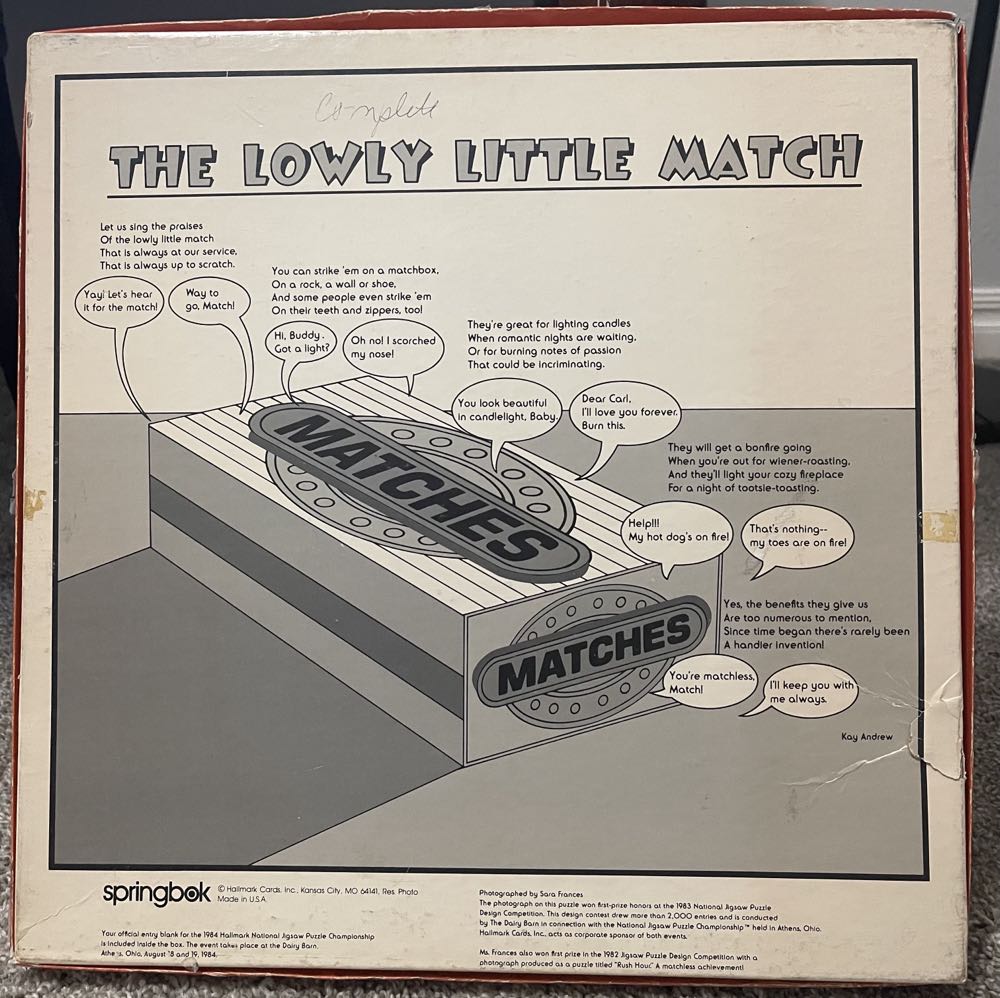 Complete
THE LOWLY LITTLE MATCH
Let us sing the praises
Of the lowly little match
That is always at our service,
That is always up to scratch.
Yay! Let's hear
it for the match!
Way to
go, Match!
You can strike 'em on a matchbox,
On a rock, a wall or shoe,
And some people even strike 'em
On their teeth and zippers, too!
Hi, Buddy.
Got a light?
Oh no! I scorched
my nose!
They're great for lighting candles
When romantic nights are waiting,
Or for burning notes of passion
That could be incriminating.
You look beautiful
in candlelight, Baby.
Dear Carl,
I'll love you forever.
Burn this.
They will get a bonfire going
When you're out for wiener-roasting,
And they'll light your cozy fireplace
For a night of tootsie-toasting.
Help!!!
My hot dog's on fire!
That's nothing--
my toes are on fire!
Yes, the benefits they give us
Are too numerous to mention,
Since time began there's rarely been
A handier invention!
You're matchless,
Match!
I'll keep you with
me always.
Kay Andrew
MATCHES
MATCHES
springbok
© Hallmark Cards, Inc., Kansas City, MO 64141, Res. Photo
Made in U.S.A.
Your official entry blank for the 1984 Hallmark National Jigsaw Puzzle Championship
is included inside the box. The event takes place at the Dairy Barn,
Athens, Ohio, August 18 and 19, 1984.
Photographed by Sara Frances
The photograph on this puzzle won first-prize honors at the 1983 National Jigsaw Puzzle
Design Competition. This design contest drew more than 2,000 entries and is conducted
by The Dairy Barn in connection with the National Jigsaw Puzzle Championship™ held in Athens, Ohio.
Hallmark Cards, Inc., acts as corporate sponsor of both events.
Ms. Frances also won first prize in the 1982 Jigsaw Puzzle Design Competition with a
photograph produced as a puzzle titled "Rush Hour." A matchless achievement!